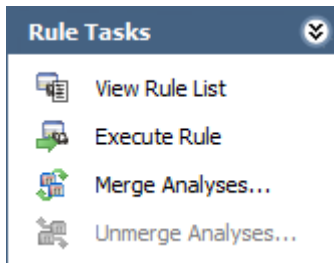 Rule Tasks
View Rule List
Execute Rule
Merge Analyses...
Unmerge Analyses...